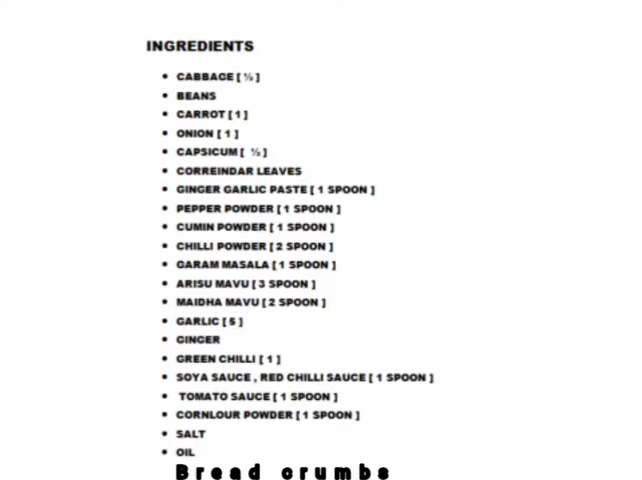 INGREDIENTS
• CABBAGE [ ½ ]
• BEANS
• CARROT [ 1 ]
• ONION [ 1 ]
• CAPSICUM [ ½ ]
• CORREINDAR LEAVES
• GINGER GARLIC PASTE [ 1 SPOON ]
• PEPPER POWDER [ 1 SPOON ]
• CUMIN POWDER [ 1 SPOON ]
• CHILLI POWDER [ 2 SPOON ]
• GARAM MASALA [ 1 SPOON ]
• ARISU MAVU [ 3 SPOON ]
• MAIDHA MAVU [ 2 SPOON ]
• GARLIC [ 5 ]
• GINGER
• GREEN CHILLI [ 1 ]
• SOYA SAUCE , RED CHILLI SAUCE [ 1 SPOON ]
• TOMATO SAUCE [ 1 SPOON ]
• CORNLOUR POWDER [ 1 SPOON ]
• SALT
• OIL
Bread crumbs